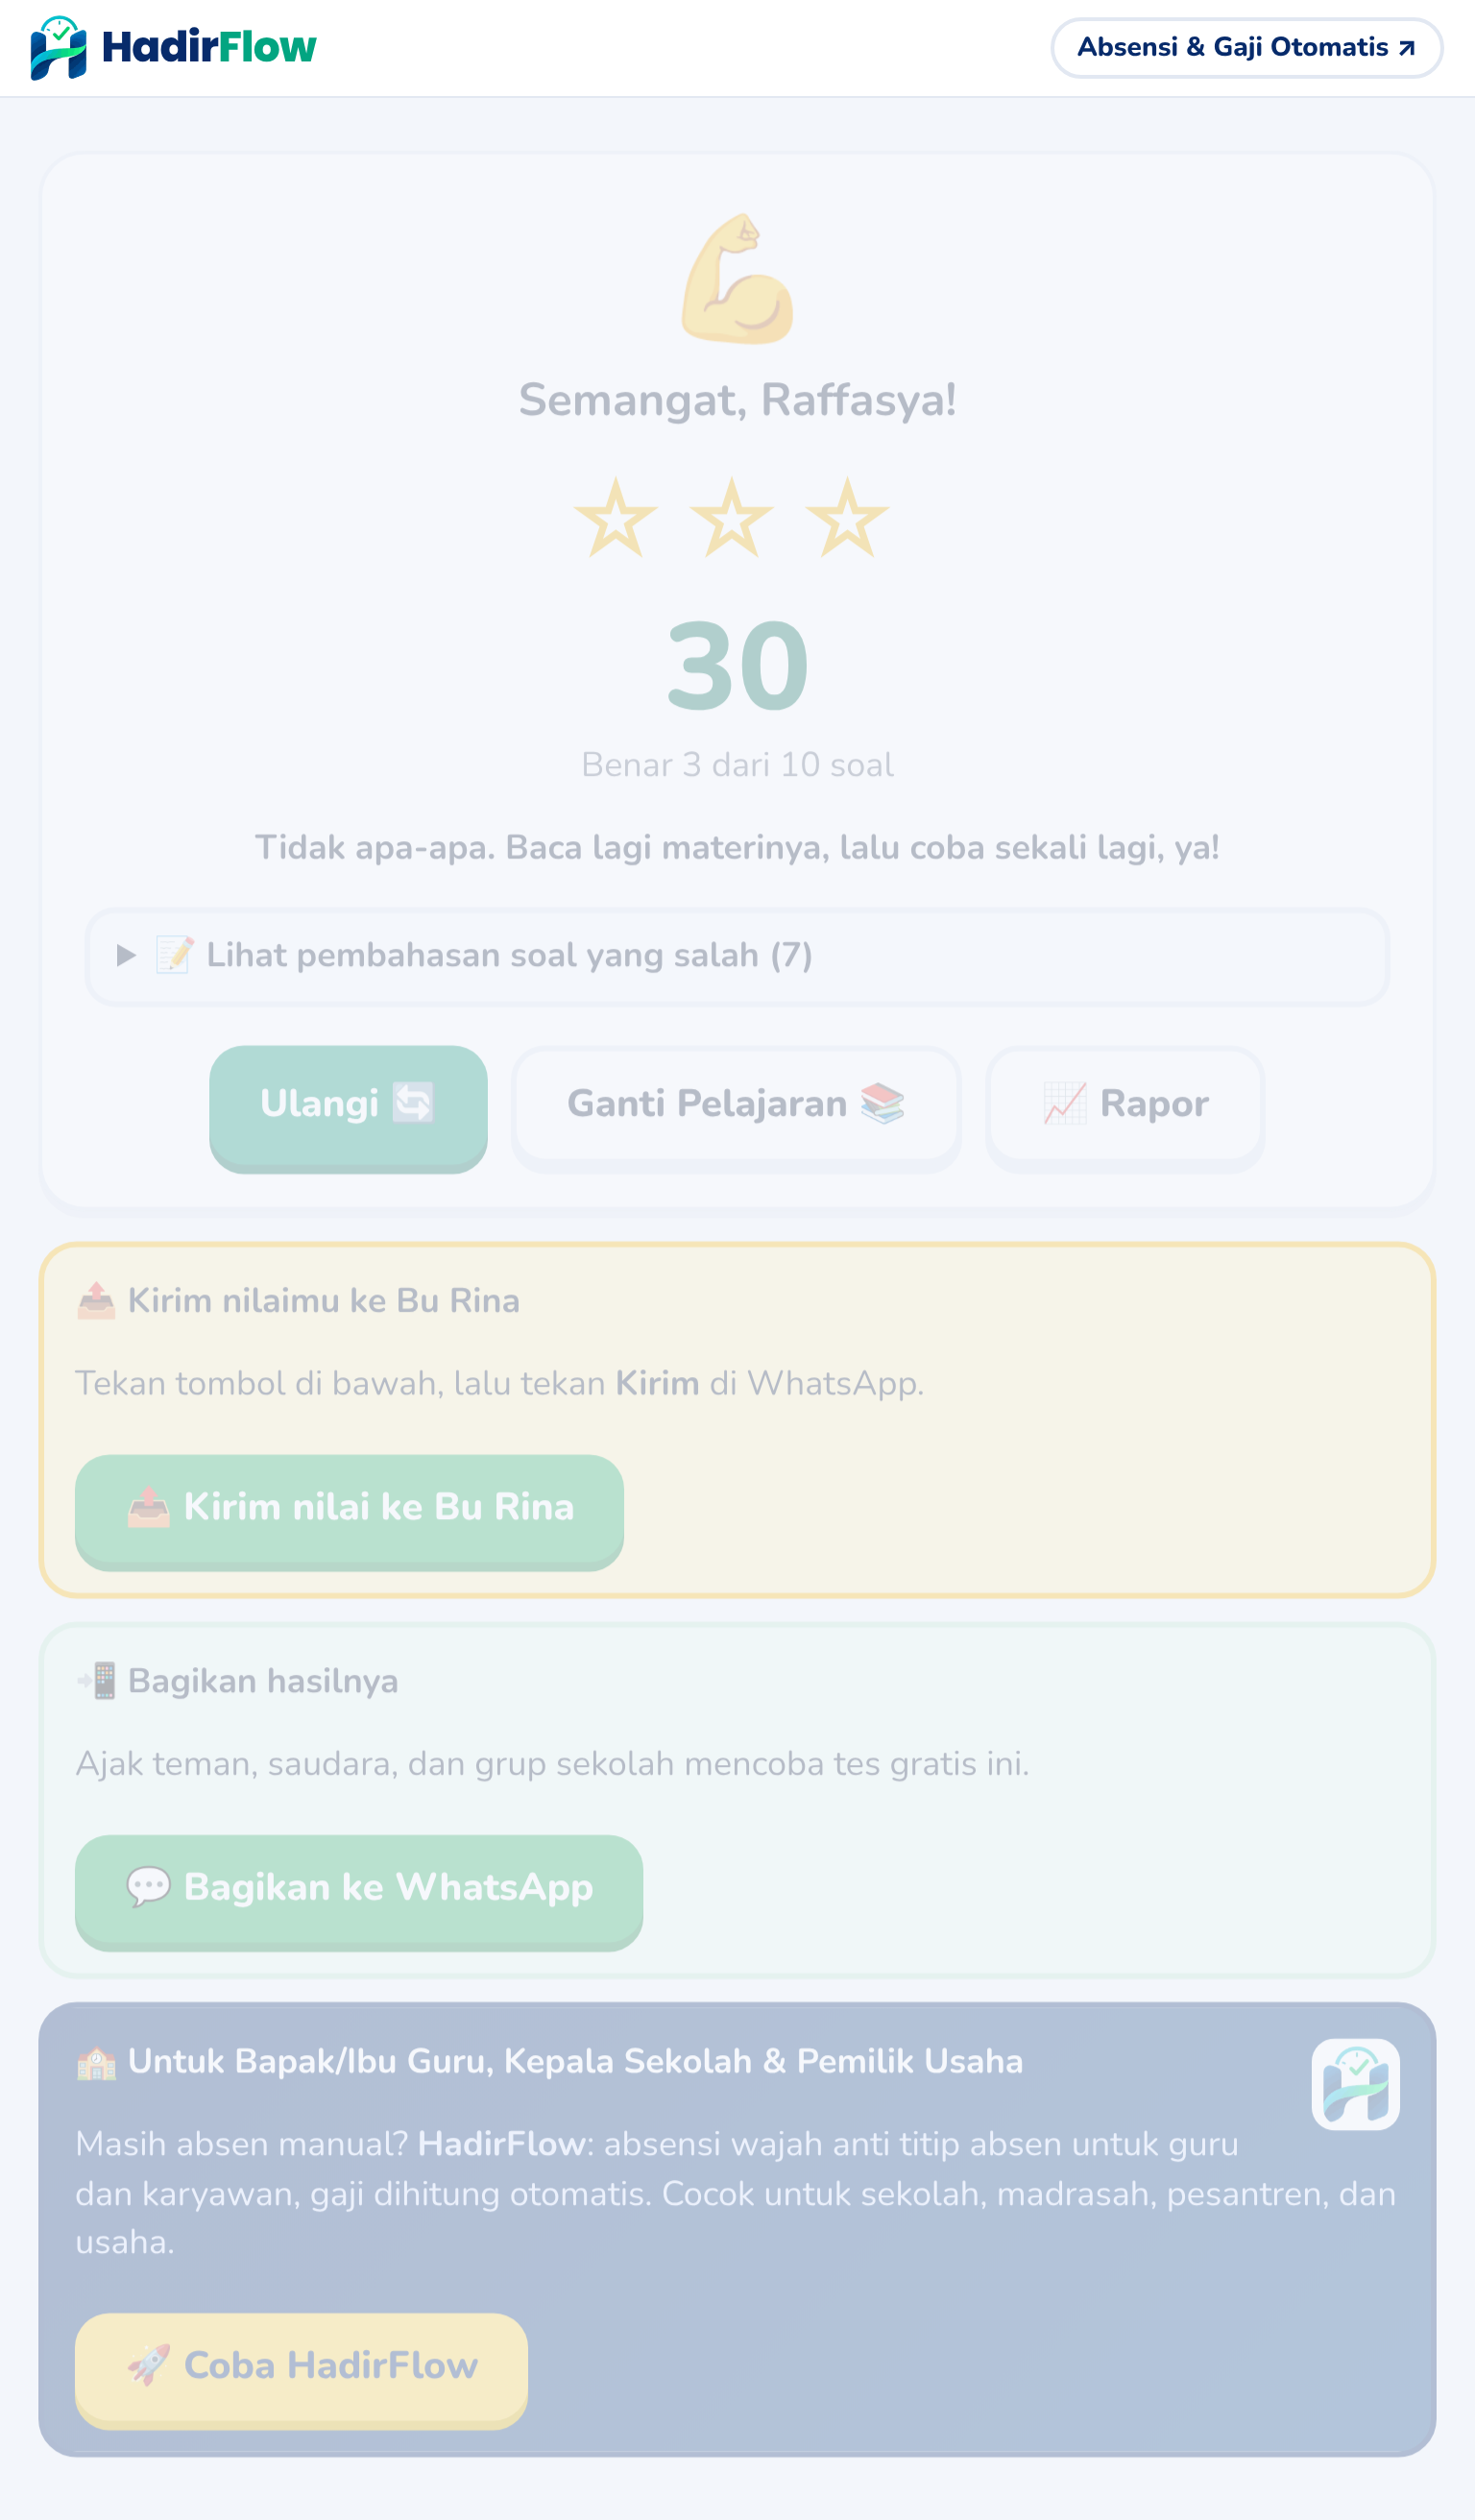 HadirFlow
Absensi & Gaji Otomatis ↗
Semangat, Raffasya!
☆ ☆ ☆
30
Benar 3 dari 10 soal
Tidak apa-apa. Baca lagi materinya, lalu coba sekali lagi, ya!
▶ 📝 Lihat pembahasan soal yang salah (7)
Ulangi 🔄
Ganti Pelajaran 📚
📈 Rapor
📤 Kirim nilaimu ke Bu Rina
Tekan tombol di bawah, lalu tekan Kirim di WhatsApp.
📤 Kirim nilai ke Bu Rina
📲 Bagikan hasilnya
Ajak teman, saudara, dan grup sekolah mencoba tes gratis ini.
💬 Bagikan ke WhatsApp
🏫 Untuk Bapak/Ibu Guru, Kepala Sekolah & Pemilik Usaha
Masih absen manual? HadirFlow: absensi wajah anti titip absen untuk guru
dan karyawan, gaji dihitung otomatis. Cocok untuk sekolah, madrasah, pesantren, dan
usaha.
🚀 Coba HadirFlow